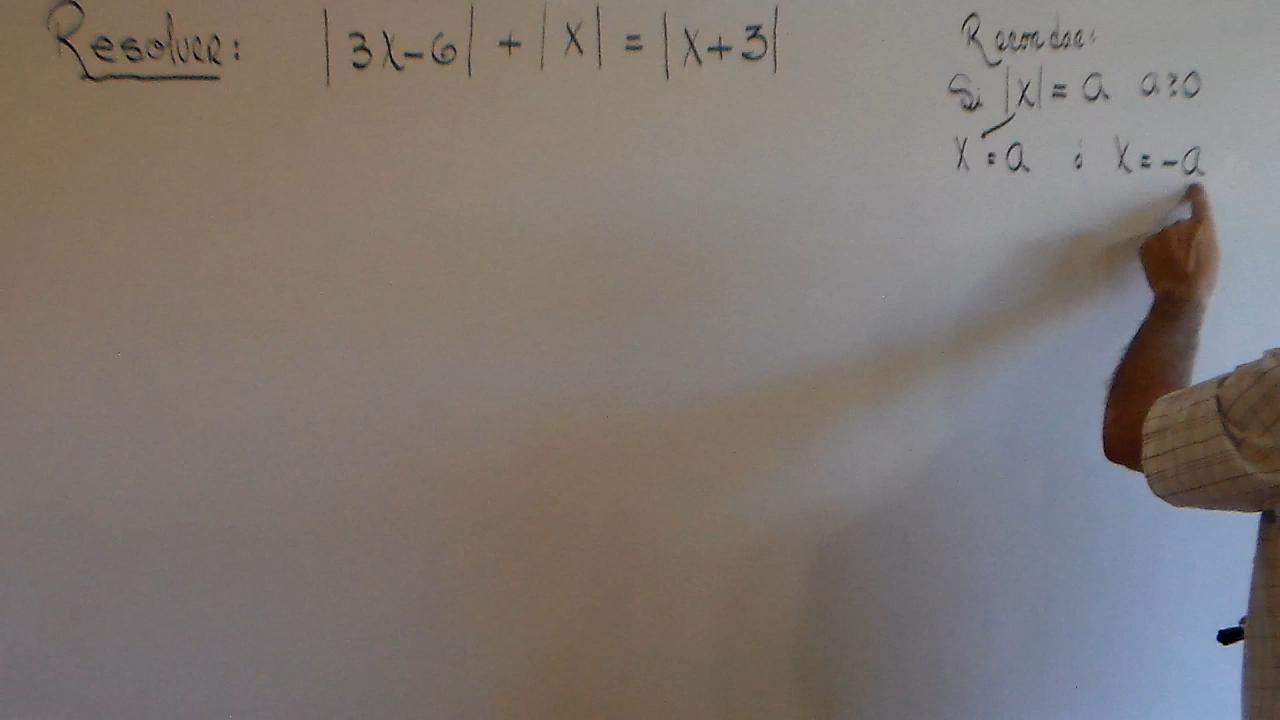 Resolver: |3x-6| + |x| = |x+3|
Recordar:
Si |x| = a a≥0
x = a ó x = -a